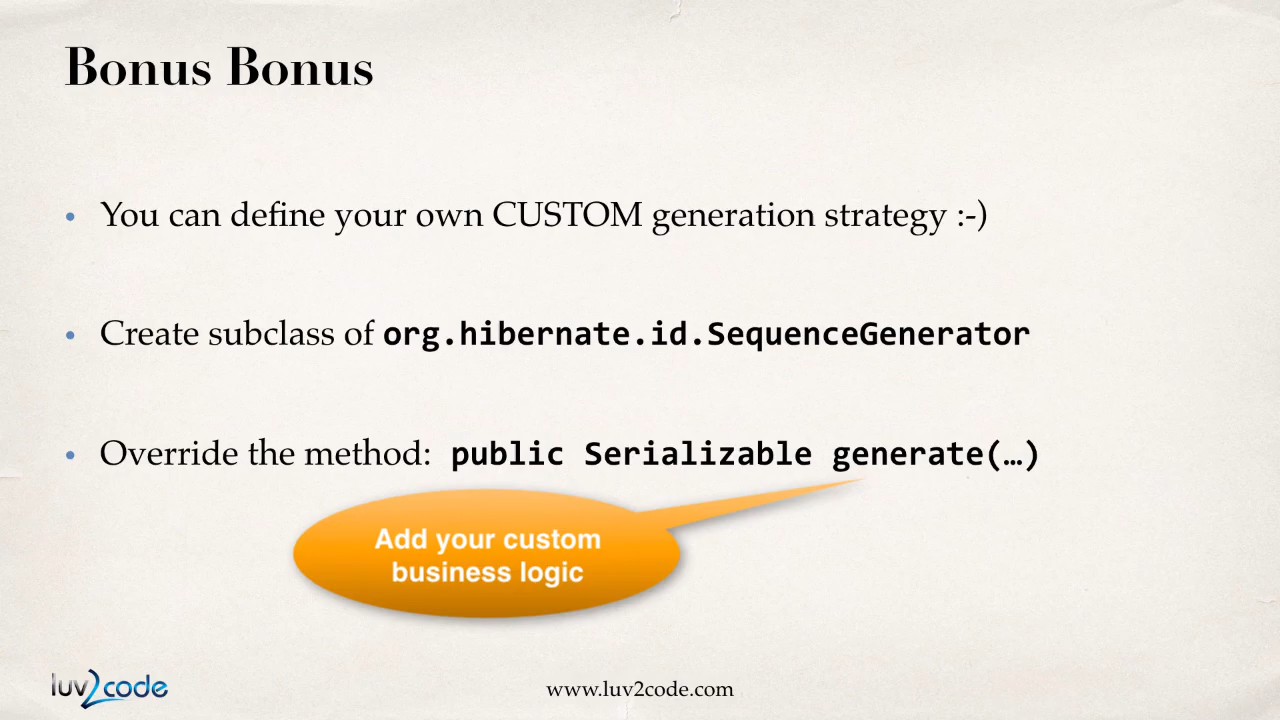 Bonus Bonus
• You can define your own CUSTOM generation strategy :-)
• Create subclass of org.hibernate.id.SequenceGenerator
• Override the method: public Serializable generate(…)
Add your custom
business logic
luv2code
www.luv2code.com